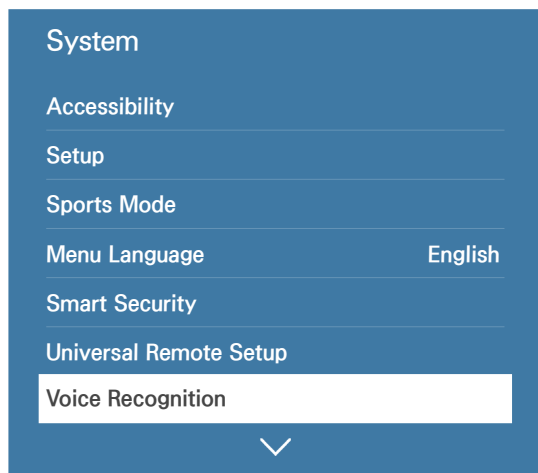 System
Accessibility
Setup
Sports Mode
Menu Language English
Smart Security
Universal Remote Setup
Voice Recognition